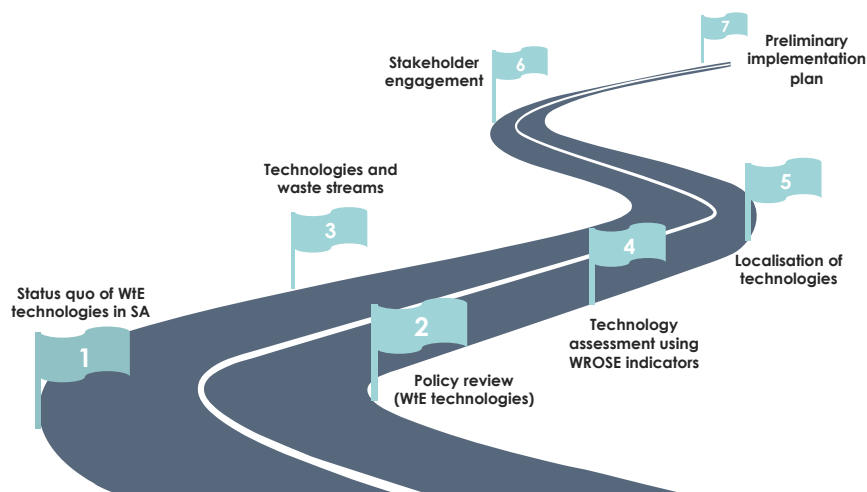 1
Status quo of WtE
technologies in SA
2
Policy review
(WtE technologies)
3
Technologies and
waste streams
4
Technology
assessment using
WROSE indicators
5
Localisation of
technologies
6
Stakeholder
engagement
7
Preliminary
implementation
plan